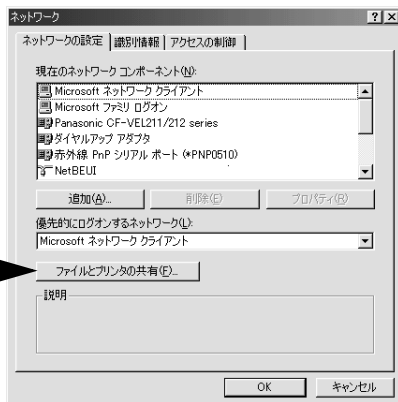 ネットワーク
ネットワークの設定 識別情報 アクセスの制御
現在のネットワーク コンポーネント(N):
Microsoft ネットワーク クライアント
Microsoft ファミリ ログオン
Panasonic CF-VEL211/212 series
ダイヤルアップ アダプタ
赤外線 PnP シリアル ポート (*PNP0510)
NetBEUI
追加(A)... 削除(E) プロパティ(R)
優先的にログオンするネットワーク(L):
Microsoft ネットワーク クライアント
ファイルとプリンタの共有(F)...
説明
OK キャンセル